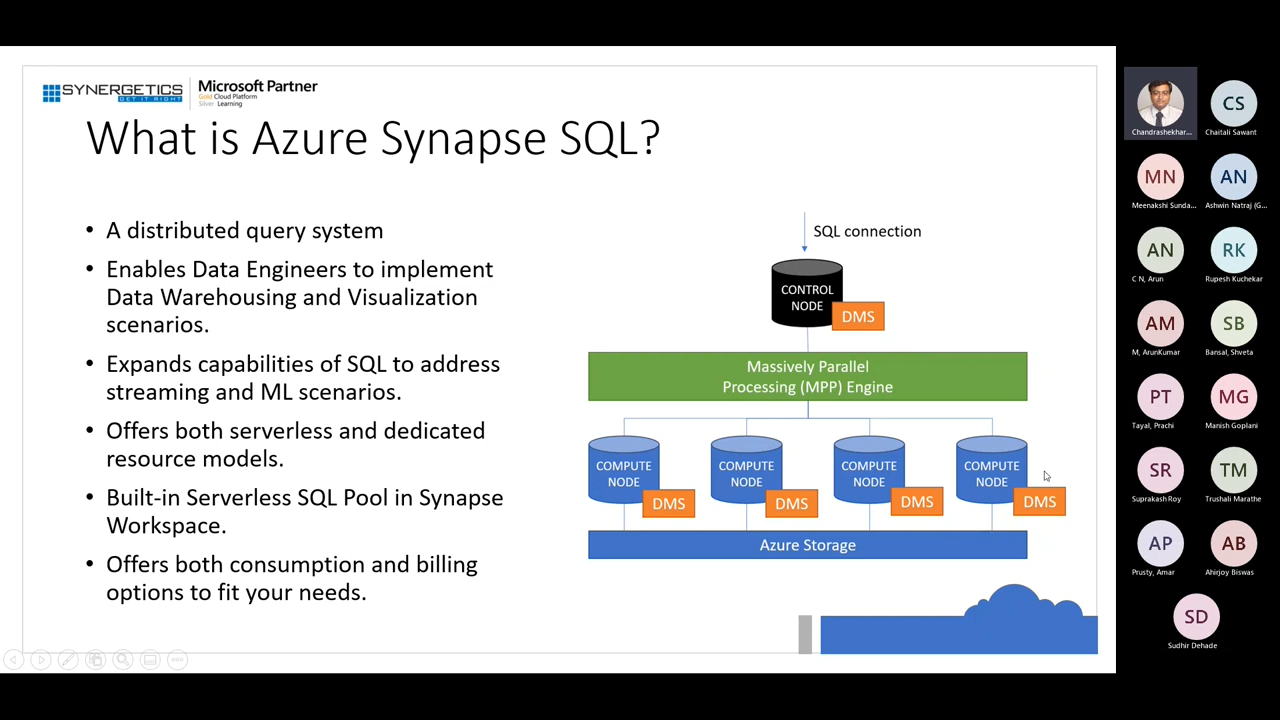 SYNERGETICS
GET IT RIGHT
Microsoft Partner
Gold Cloud Platform
Silver Learning
What is Azure Synapse SQL?
• A distributed query system
• Enables Data Engineers to implement
Data Warehousing and Visualization
scenarios.
• Expands capabilities of SQL to address
streaming and ML scenarios.
• Offers both serverless and dedicated
resource models.
• Built-in Serverless SQL Pool in Synapse
Workspace.
• Offers both consumption and billing
options to fit your needs.
SQL connection
CONTROL
NODE
DMS
Massively Parallel
Processing (MPP) Engine
COMPUTE
NODE
DMS
COMPUTE
NODE
DMS
COMPUTE
NODE
DMS
COMPUTE
NODE
DMS
Azure Storage
Chandrashekhar...
CS
Chaitali Sawant
MN
Meenakshi Sunda...
AN
Ashwin Natraj (G...
AN
C N, Arun
RK
Rupesh Kuchekar
AM
M, ArunKumar
SB
Bansal, Shveta
PT
Tayal, Prachi
MG
Manish Goplani
SR
Suprakash Roy
TM
Trushali Marathe
AP
Prusty, Amar
AB
Ahirjoy Biswas
SD
Sudhir Dehade